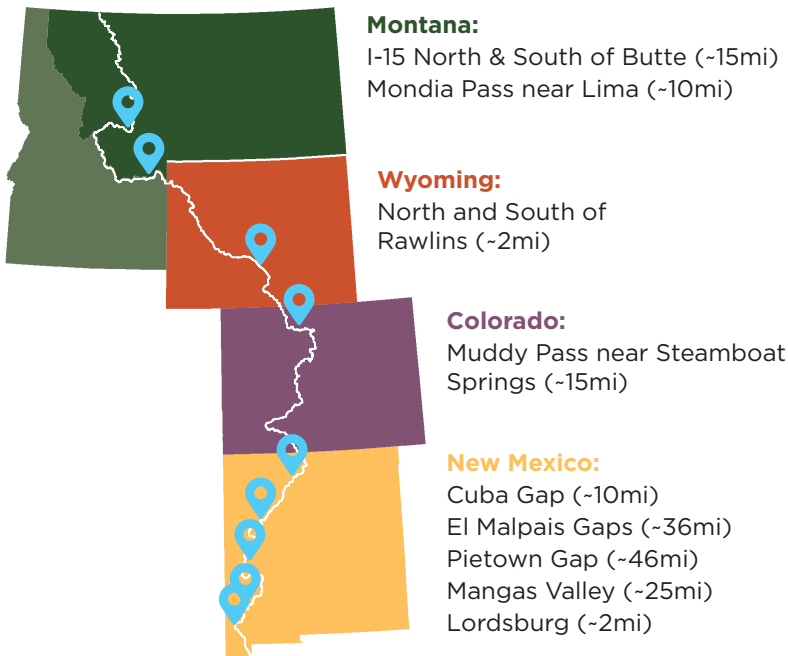 Montana:
I-15 North & South of Butte (~15mi)
Mondia Pass near Lima (~10mi)
Wyoming:
North and South of
Rawlins (~2mi)
Colorado:
Muddy Pass near Steamboat
Springs (~15mi)
New Mexico:
Cuba Gap (~10mi)
El Malpais Gaps (~36mi)
Pietown Gap (~46mi)
Mangas Valley (~25mi)
Lordsburg (~2mi)